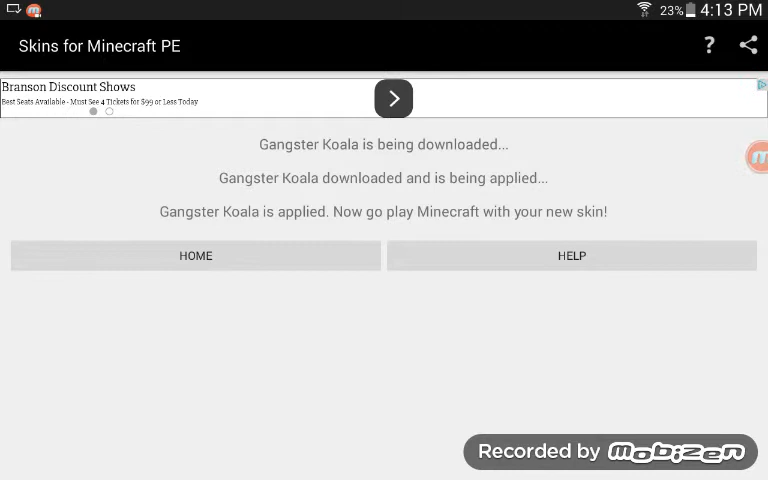 23% 4:13 PM
Skins for Minecraft PE ?
Branson Discount Shows
Best Seats Available - Must See 4 Tickets for $99 or Less Today
Gangster Koala is being downloaded...
Gangster Koala downloaded and is being applied...
Gangster Koala is applied. Now go play Minecraft with your new skin!
HOME HELP
Recorded by mobizen